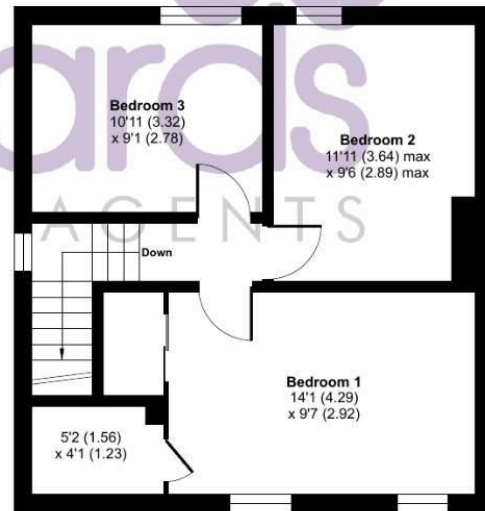 ards
AGENTS
Bedroom 3
10'11 (3.32)
x 9'1 (2.78)
Bedroom 2
11'11 (3.64) max
x 9'6 (2.89) max
Down
Bedroom 1
14'1 (4.29)
x 9'7 (2.92)
5'2 (1.56)
x 4'1 (1.23)